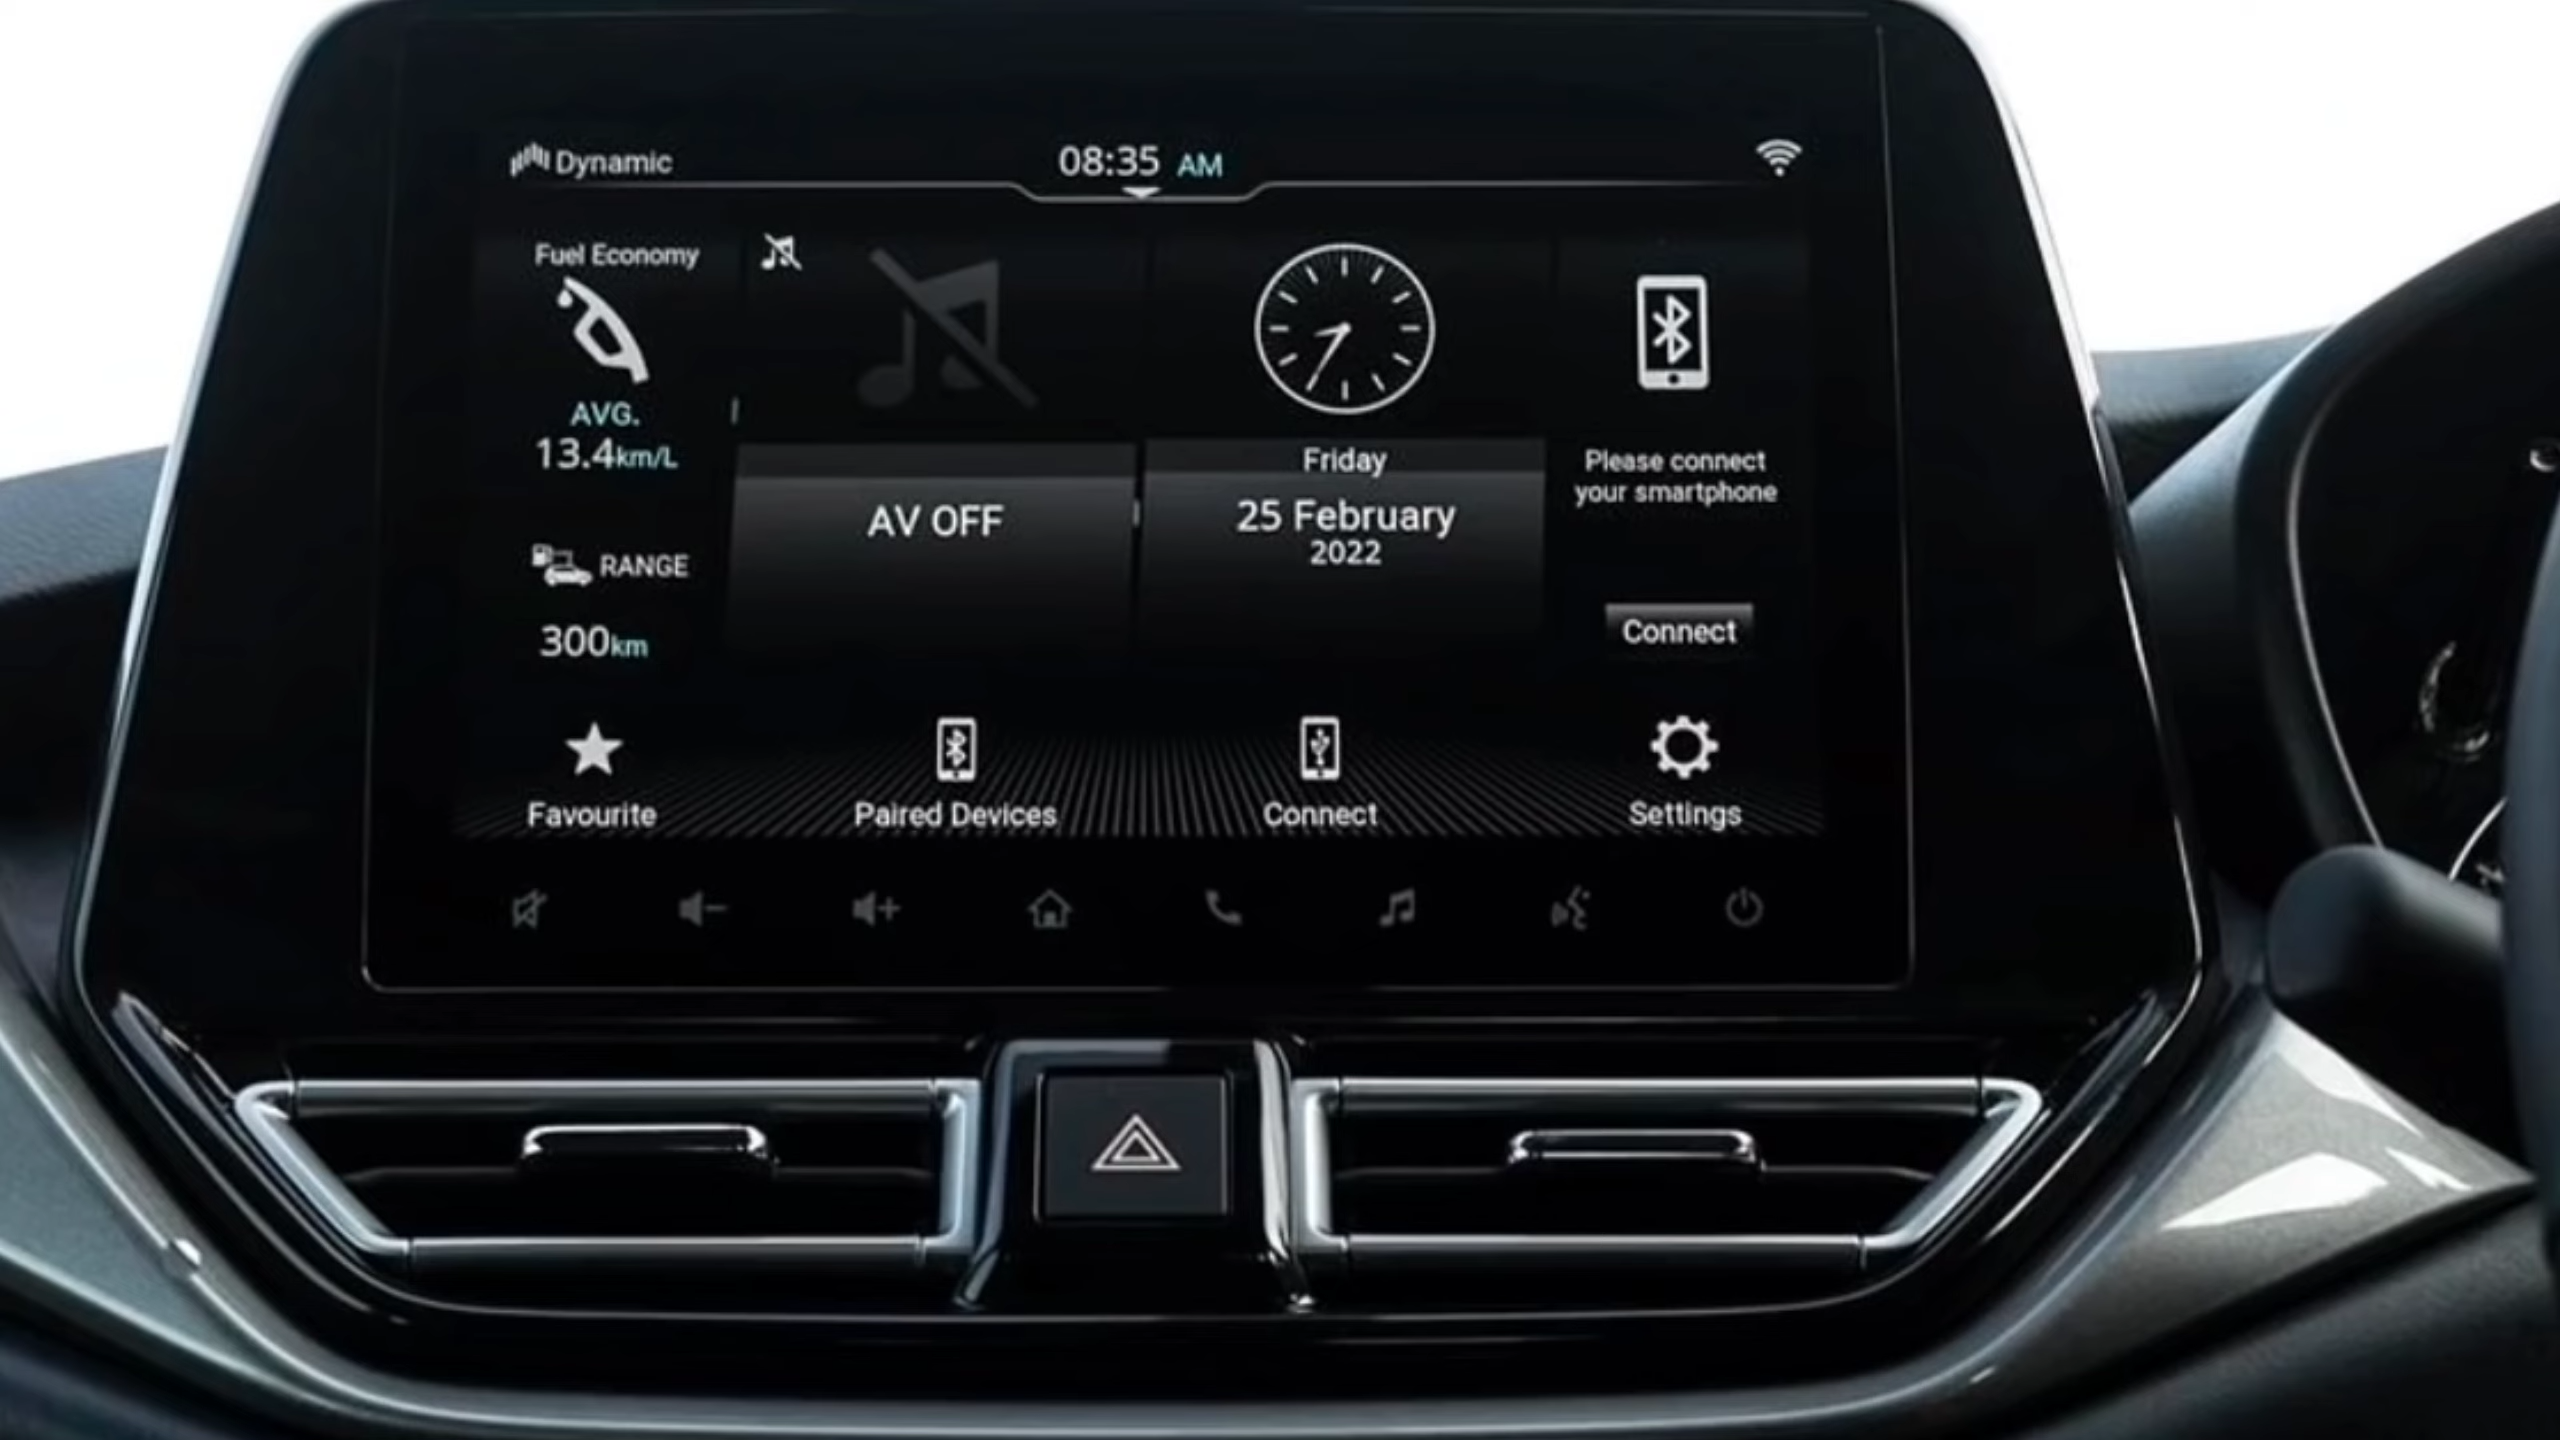 Dynamic
08:35 AM
Fuel Economy
AVG.
13.4km/L
RANGE
300km
AV OFF
Friday
25 February
2022
Please connect
your smartphone
Connect
Favourite
Paired Devices
Connect
Settings